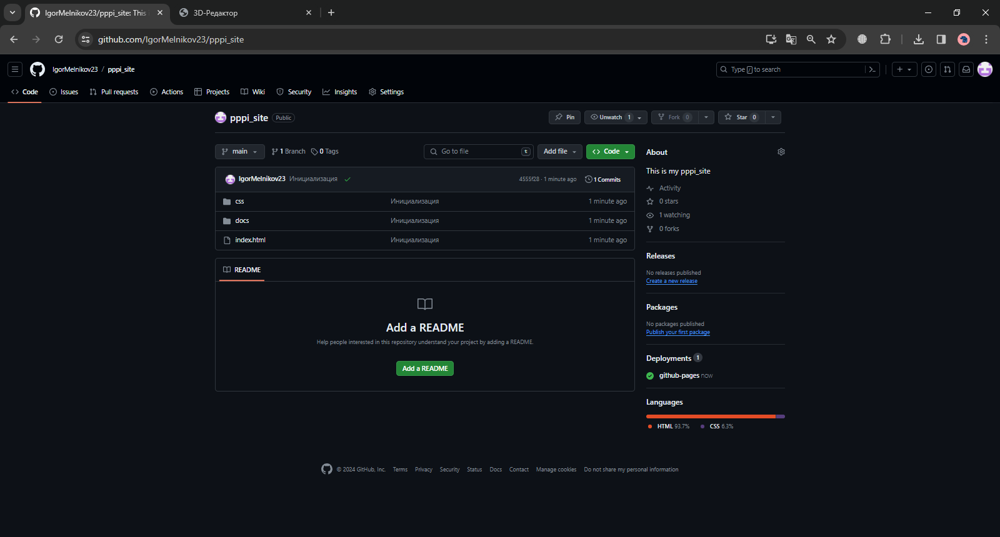 IgorMelnikov23/pppi_site: This
3D-Редактор
github.com/IgorMelnikov23/pppi_site
IgorMelnikov23 / pppi_site
Type / to search
Code Issues Pull requests Actions Projects Wiki Security Insights Settings
pppi_site Public
Pin Unwatch 1 Fork 0 Star 0
main 1 Branch 0 Tags Go to file t Add file Code
IgorMelnikov23 Инициализация 4555f28 · 1 minute ago 1 Commits
css Инициализация 1 minute ago
docs Инициализация 1 minute ago
index.html Инициализация 1 minute ago
README
Add a README
Help people interested in this repository understand your project by adding a README.
Add a README
About
This is my pppi_site
Activity
0 stars
1 watching
0 forks
Releases
No releases published
Create a new release
Packages
No packages published
Publish your first package
Deployments 1
github-pages now
Languages
HTML 93.7% CSS 6.3%
© 2024 GitHub, Inc. Terms Privacy Security Status Docs Contact Manage cookies Do not share my personal information